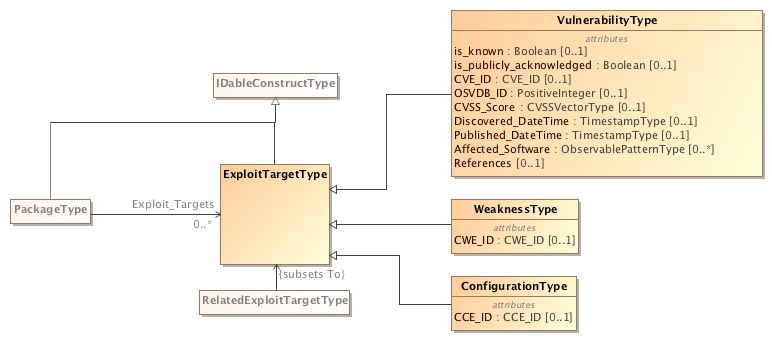 VulnerabilityType
attributes
is_known : Boolean [0..1]
is_publicly_acknowledged : Boolean [0..1]
CVE_ID : CVE_ID [0..1]
OSVDB_ID : PositiveInteger [0..1]
CVSS_Score : CVSSVectorType [0..1]
Discovered_DateTime : TimestampType [0..1]
Published_DateTime : TimestampType [0..1]
Affected_Software : ObservablePatternType [0..*]
References [0..1]
IDableConstructType
ExploitTargetType
PackageType
Exploit_Targets
0..*
WeaknessType
attributes
CWE_ID : CWE_ID [0..1]
{subsets To}
RelatedExploitTargetType
ConfigurationType
attributes
CCE_ID : CCE_ID [0..1]